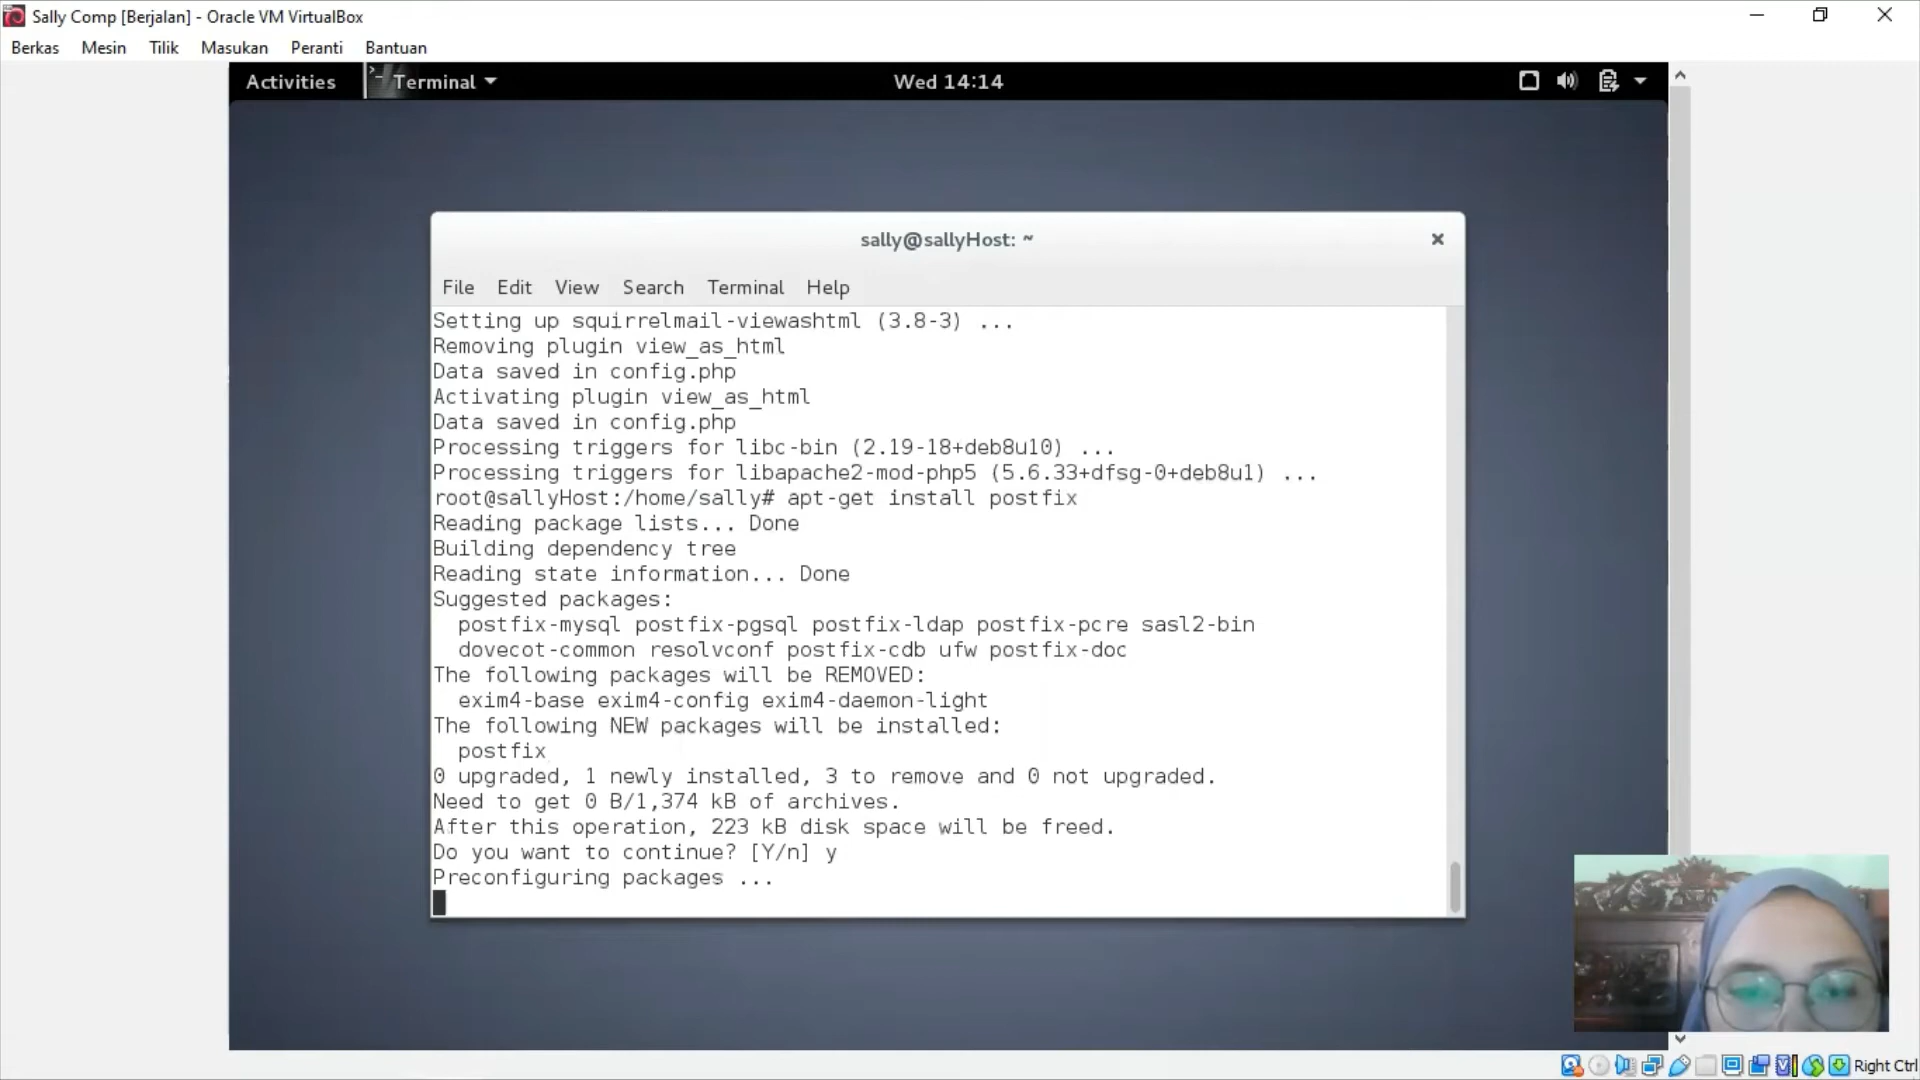 Sally Comp [Berjalan] - Oracle VM VirtualBox
Berkas Mesin Tilik Masukan Peranti Bantuan
Activities Terminal Wed 14:14
sally@sallyHost: ~
File Edit View Search Terminal Help
Setting up squirrelmail-viewashtml (3.8-3) ...
Removing plugin view_as_html
Data saved in config.php
Activating plugin view_as_html
Data saved in config.php
Processing triggers for libc-bin (2.19-18+deb8u10) ...
Processing triggers for libapache2-mod-php5 (5.6.33+dfsg-0+deb8u1) ...
root@sallyHost:/home/sally# apt-get install postfix
Reading package lists... Done
Building dependency tree
Reading state information... Done
Suggested packages:
  postfix-mysql postfix-pgsql postfix-ldap postfix-pcre sasl2-bin
  dovecot-common resolvconf postfix-cdb ufw postfix-doc
The following packages will be REMOVED:
  exim4-base exim4-config exim4-daemon-light
The following NEW packages will be installed:
  postfix
0 upgraded, 1 newly installed, 3 to remove and 0 not upgraded.
Need to get 0 B/1,374 kB of archives.
After this operation, 223 kB disk space will be freed.
Do you want to continue? [Y/n] y
Preconfiguring packages ...
Right Ctrl